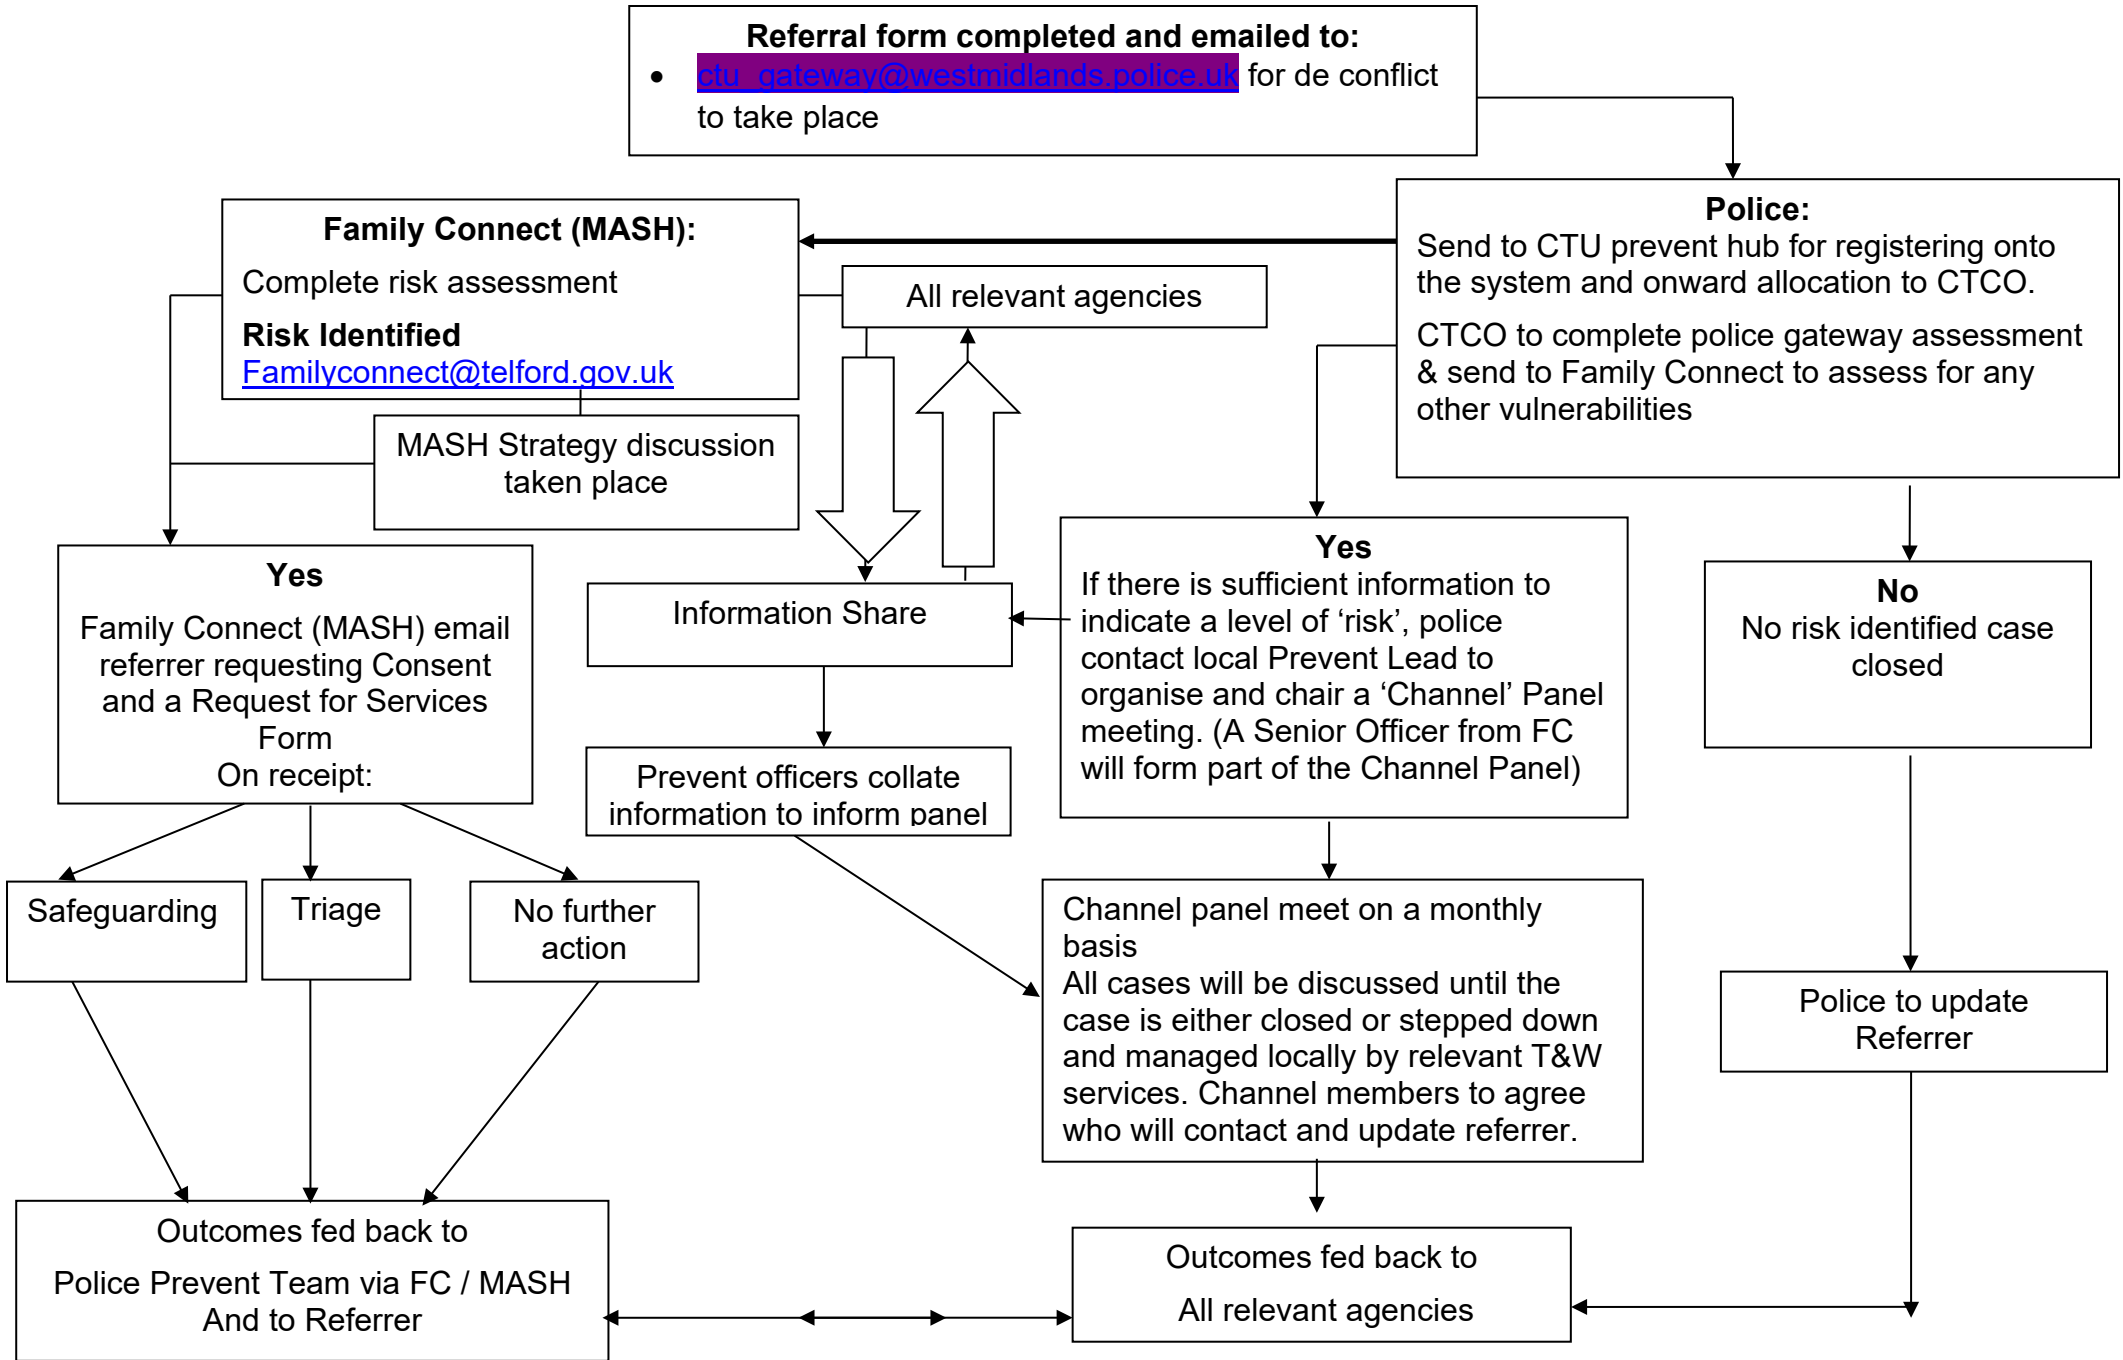 Referral form completed and emailed to:
• ctu_gateway@westmidlands.police.uk for de conflict
to take place
Family Connect (MASH):
Complete risk assessment
Risk Identified
Familyconnect@telford.gov.uk
All relevant agencies
Police:
Send to CTU prevent hub for registering onto
the system and onward allocation to CTCO.
CTCO to complete police gateway assessment
& send to Family Connect to assess for any
other vulnerabilities
MASH Strategy discussion
taken place
Yes
Family Connect (MASH) email
referrer requesting Consent
and a Request for Services
Form
On receipt:
Information Share
Yes
If there is sufficient information to
indicate a level of ‘risk’, police
contact local Prevent Lead to
organise and chair a ‘Channel’ Panel
meeting. (A Senior Officer from FC
will form part of the Channel Panel)
No
No risk identified case
closed
Prevent officers collate
information to inform panel
Safeguarding
Triage
No further
action
Channel panel meet on a monthly
basis
All cases will be discussed until the
case is either closed or stepped down
and managed locally by relevant T&W
services. Channel members to agree
who will contact and update referrer.
Police to update
Referrer
Outcomes fed back to
Police Prevent Team via FC / MASH
And to Referrer
Outcomes fed back to
All relevant agencies